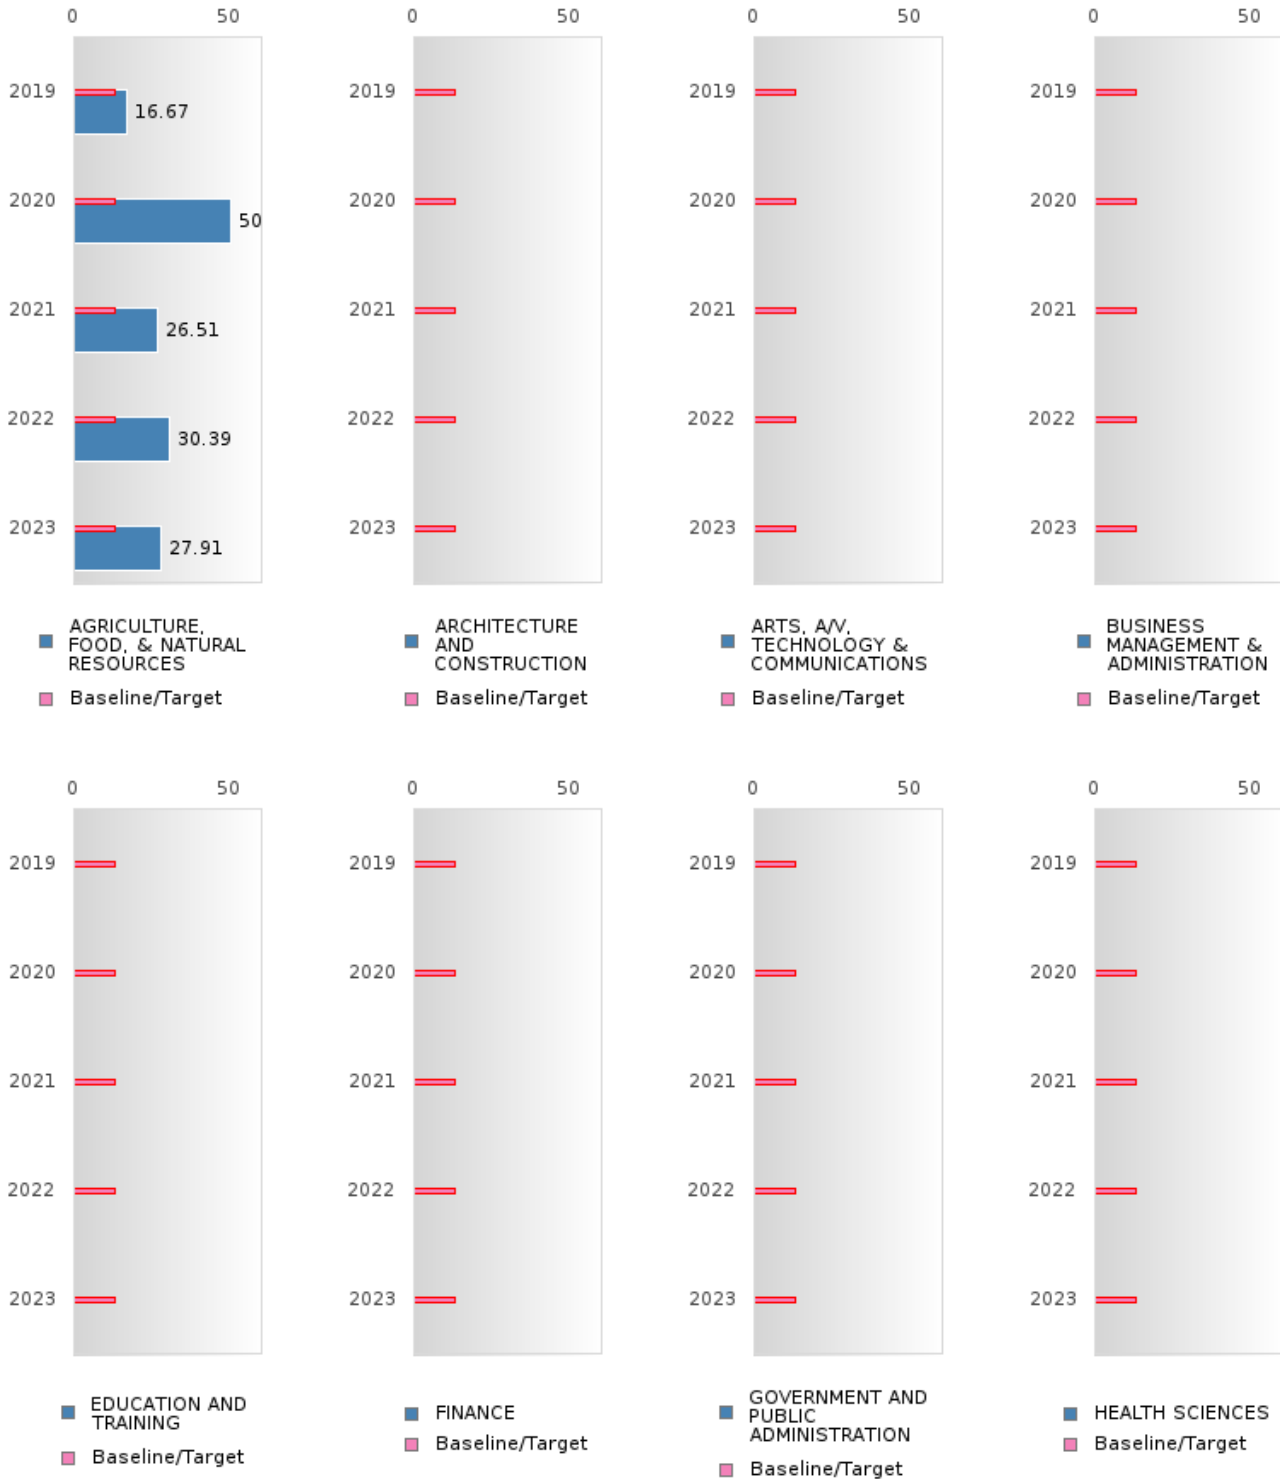 0 50
0 50
0 50
0 50
2019
16.67
2020
50
2021
26.51
2022
30.39
2023
27.91
2019
2020
2021
2022
2023
2019
2020
2021
2022
2023
2019
2020
2021
2022
2023
AGRICULTURE,
FOOD, & NATURAL
RESOURCES
Baseline/Target
ARCHITECTURE
AND
CONSTRUCTION
Baseline/Target
ARTS, A/V,
TECHNOLOGY &
COMMUNICATIONS
Baseline/Target
BUSINESS
MANAGEMENT &
ADMINISTRATION
Baseline/Target
0 50
0 50
0 50
0 50
2019
2020
2021
2022
2023
2019
2020
2021
2022
2023
2019
2020
2021
2022
2023
2019
2020
2021
2022
2023
EDUCATION AND
TRAINING
Baseline/Target
FINANCE
Baseline/Target
GOVERNMENT AND
PUBLIC
ADMINISTRATION
Baseline/Target
HEALTH SCIENCES
Baseline/Target